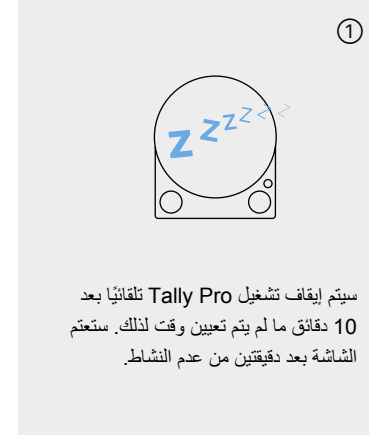 ①
z z z z z z z
سيتم إيقاف تشغيل Tally Pro تلقائيًا بعد
10 دقائق ما لم يتم تعيين وقت لذلك. ستعتم
الشاشة بعد دقيقتين من عدم النشاط.